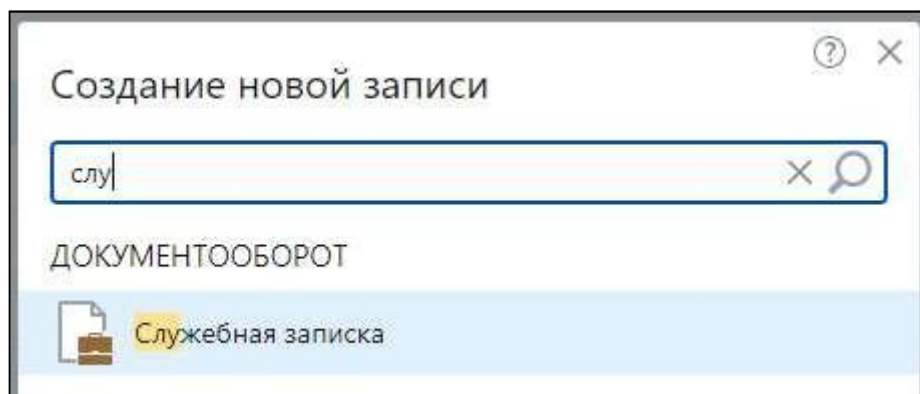 Создание новой записи
слу
ДОКУМЕНТООБОРОТ
Служебная записка